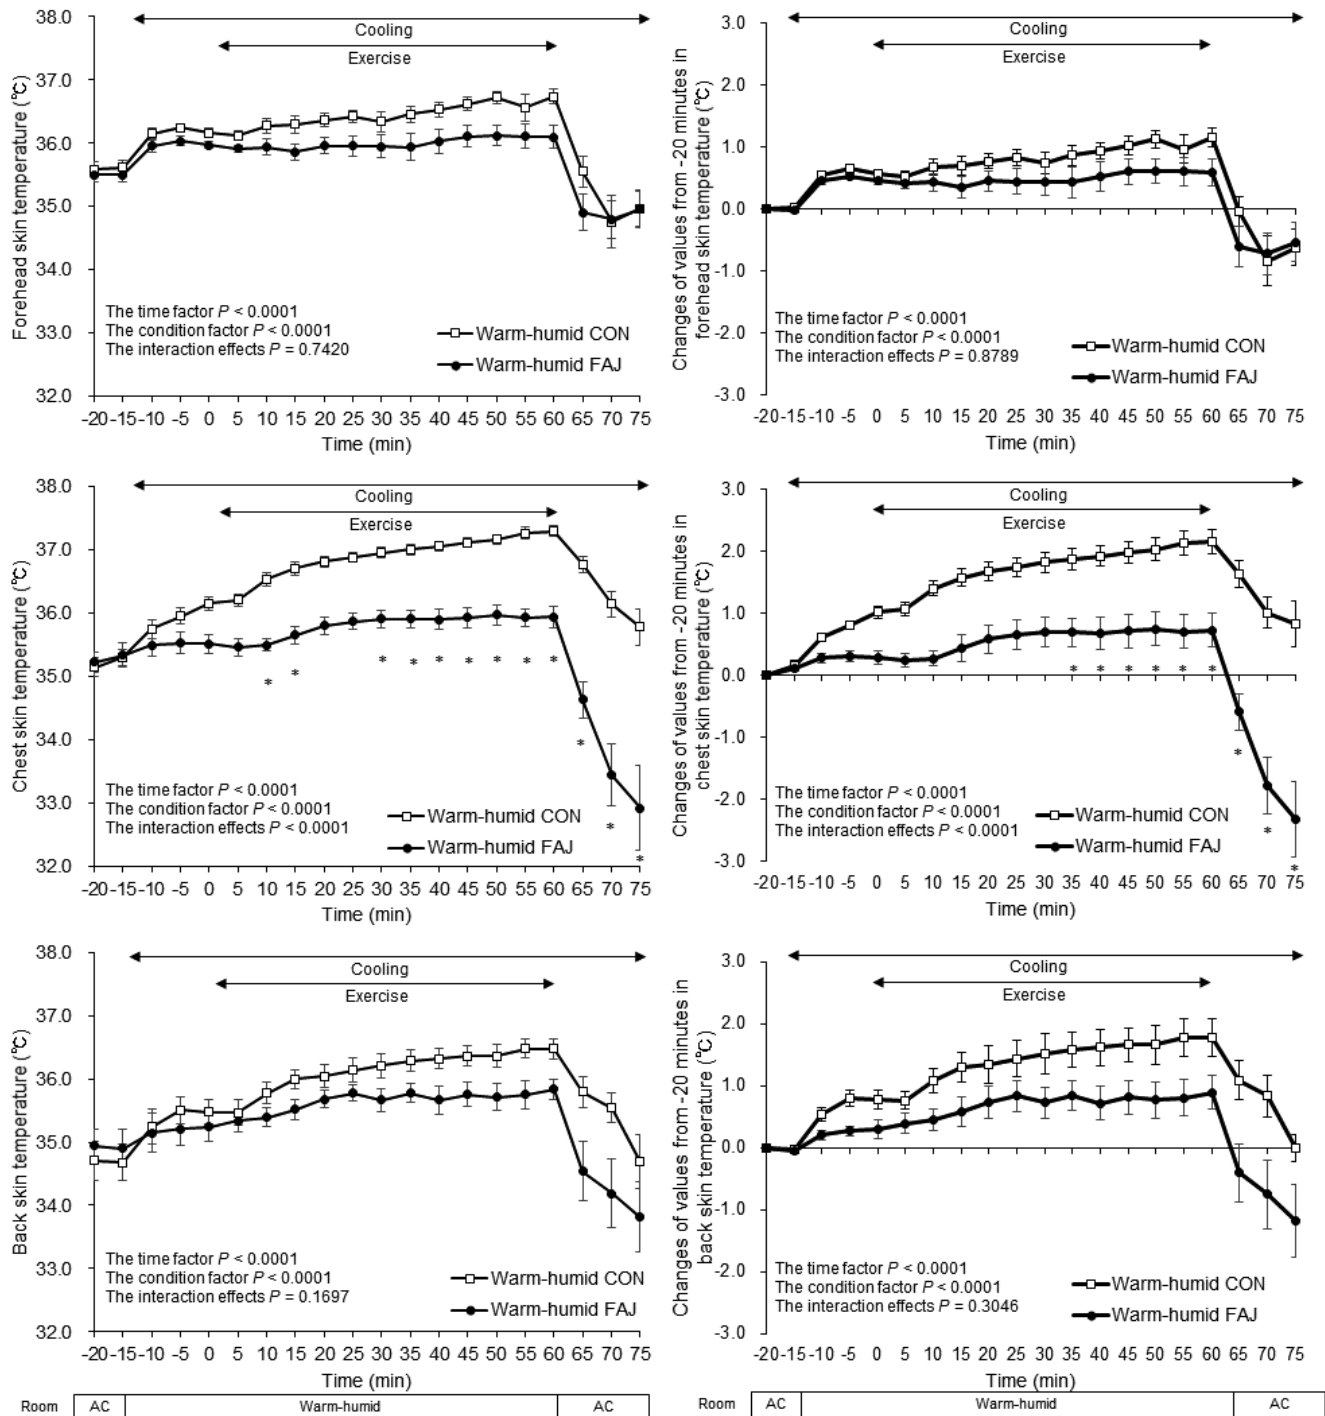 Forehead skin temperature (℃)
38.0
37.0
36.0
35.0
34.0
33.0
32.0
Cooling
Exercise
The time factor P < 0.0001
The condition factor P < 0.0001
The interaction effects P = 0.7420
Warm-humid CON
Warm-humid FAJ
-20 -15 -10 -5 0 5 10 15 20 25 30 35 40 45 50 55 60 65 70 75
Time (min)
Changes of values from -20 minutes in
forehead skin temperature (℃)
3.0
2.0
1.0
0.0
-1.0
-2.0
-3.0
Cooling
Exercise
The time factor P < 0.0001
The condition factor P < 0.0001
The interaction effects P = 0.8789
Warm-humid CON
Warm-humid FAJ
-20 -15 -10 -5 0 5 10 15 20 25 30 35 40 45 50 55 60 65 70 75
Time (min)
Chest skin temperature (℃)
38.0
37.0
36.0
35.0
34.0
33.0
32.0
Cooling
Exercise
* * * * * * * * * * * *
The time factor P < 0.0001
The condition factor P < 0.0001
The interaction effects P < 0.0001
Warm-humid CON
Warm-humid FAJ
-20 -15 -10 -5 0 5 10 15 20 25 30 35 40 45 50 55 60 65 70 75
Time (min)
Changes of values from -20 minutes in
chest skin temperature (℃)
3.0
2.0
1.0
0.0
-1.0
-2.0
-3.0
Cooling
Exercise
* * * * * * * * *
The time factor P < 0.0001
The condition factor P < 0.0001
The interaction effects P < 0.0001
Warm-humid CON
Warm-humid FAJ
-20 -15 -10 -5 0 5 10 15 20 25 30 35 40 45 50 55 60 65 70 75
Time (min)
Back skin temperature (℃)
38.0
37.0
36.0
35.0
34.0
33.0
32.0
Cooling
Exercise
The time factor P < 0.0001
The condition factor P < 0.0001
The interaction effects P = 0.1697
Warm-humid CON
Warm-humid FAJ
-20 -15 -10 -5 0 5 10 15 20 25 30 35 40 45 50 55 60 65 70 75
Time (min)
Room AC Warm-humid AC
Changes of values from -20 minutes in
back skin temperature (℃)
3.0
2.0
1.0
0.0
-1.0
-2.0
-3.0
Cooling
Exercise
The time factor P < 0.0001
The condition factor P < 0.0001
The interaction effects P = 0.3046
Warm-humid CON
Warm-humid FAJ
-20 -15 -10 -5 0 5 10 15 20 25 30 35 40 45 50 55 60 65 70 75
Time (min)
Room AC Warm-humid AC